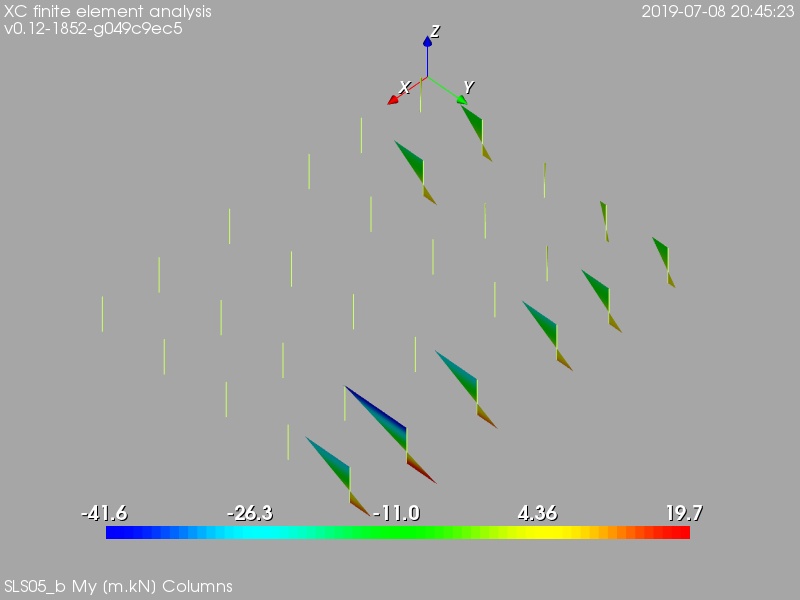 XC finite element analysis
v0.12-1852-g049c9ec5
2019-07-08 20:45:23
Z
X
Y
-41.6 -26.3 -11.0 4.36 19.7
SLS05_b My [m.kN] Columns